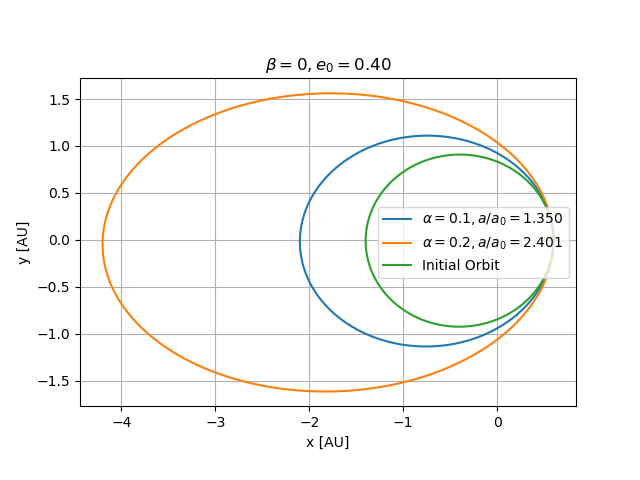 β = 0, e₀ = 0.40
1.5
1.0
0.5
0.0
−0.5
−1.0
−1.5
y [AU]
α = 0.1, a/a₀ = 1.350
α = 0.2, a/a₀ = 2.401
Initial Orbit
−4
−3
−2
−1
0
x [AU]